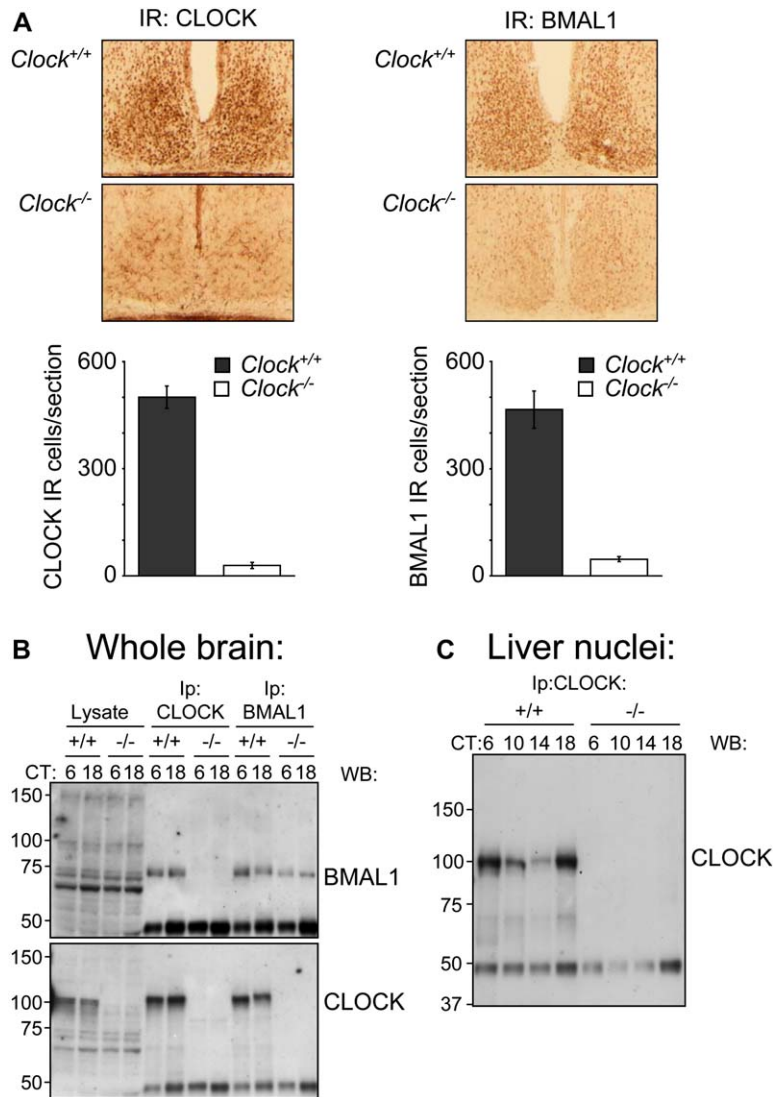 A
IR: CLOCK
IR: BMAL1
Clock+/+
Clock+/+
Clock-/-
Clock-/-
600
300
0
CLOCK IR cells/section
Clock+/+
Clock-/-
600
300
0
BMAL1 IR cells/section
Clock+/+
Clock-/-
B Whole brain:
Lysate
Ip: CLOCK
Ip: BMAL1
+/+ -/- +/+ -/- +/+ -/-
CT: 6 18 6 18 6 18 6 18 6 18 6 18 WB:
150
100
75
50
BMAL1
150
100
75
50
CLOCK
C Liver nuclei:
Ip:CLOCK:
+/+ -/-
CT: 6 10 14 18 6 10 14 18 WB:
150
100
75
50
37
CLOCK